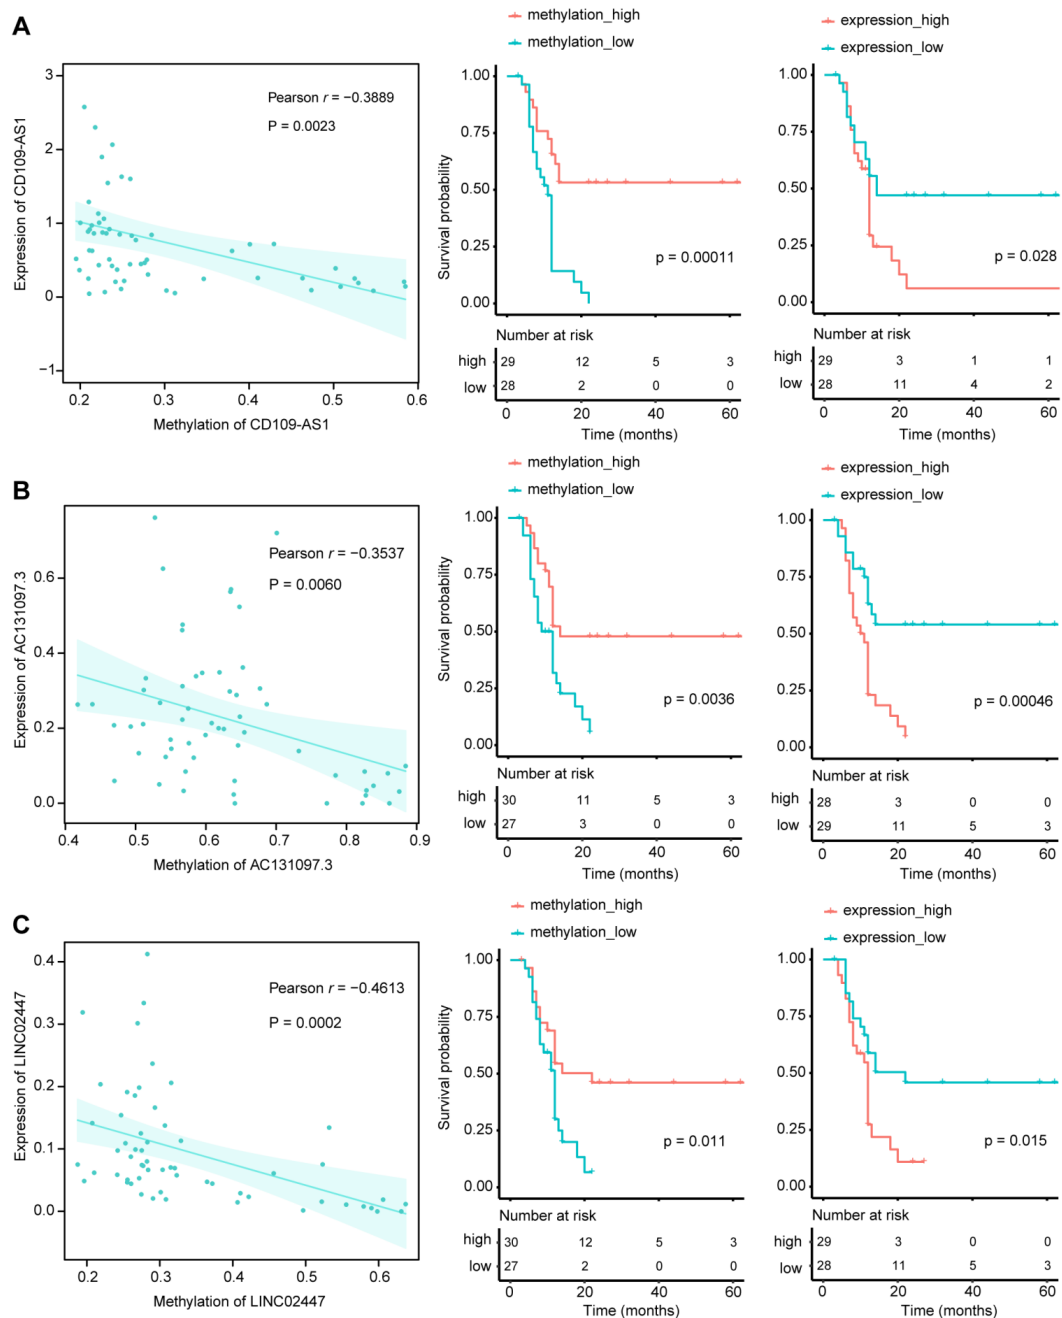 A
Pearson r = −0.3889
P = 0.0023
3
2
1
0
−1
Expression of CD109-AS1
0.2 0.3 0.4 0.5 0.6
Methylation of CD109-AS1
methylation_high
methylation_low
1.00
0.75
0.50
0.25
0.00
Survival probability
p = 0.00011
Number at risk
high 29 12 5 3
low 28 2 0 0
0 20 40 60
Time (months)
expression_high
expression_low
1.00
0.75
0.50
0.25
0.00
p = 0.028
Number at risk
high 29 3 1 1
low 28 11 4 2
0 20 40 60
Time (months)
B
Pearson r = −0.3537
P = 0.0060
0.6
0.4
0.2
0.0
Expression of AC131097.3
0.4 0.5 0.6 0.7 0.8 0.9
Methylation of AC131097.3
methylation_high
methylation_low
1.00
0.75
0.50
0.25
0.00
Survival probability
p = 0.0036
Number at risk
high 30 11 5 3
low 27 3 0 0
0 20 40 60
Time (months)
expression_high
expression_low
1.00
0.75
0.50
0.25
0.00
p = 0.00046
Number at risk
high 28 3 0 0
low 29 11 5 3
0 20 40 60
Time (months)
C
Pearson r = −0.4613
P = 0.0002
0.4
0.3
0.2
0.1
0.0
Expression of LINC02447
0.2 0.3 0.4 0.5 0.6
Methylation of LINC02447
methylation_high
methylation_low
1.00
0.75
0.50
0.25
0.00
Survival probability
p = 0.011
Number at risk
high 30 12 5 3
low 27 2 0 0
0 20 40 60
Time (months)
expression_high
expression_low
1.00
0.75
0.50
0.25
0.00
p = 0.015
Number at risk
high 29 3 0 0
low 28 11 5 3
0 20 40 60
Time (months)